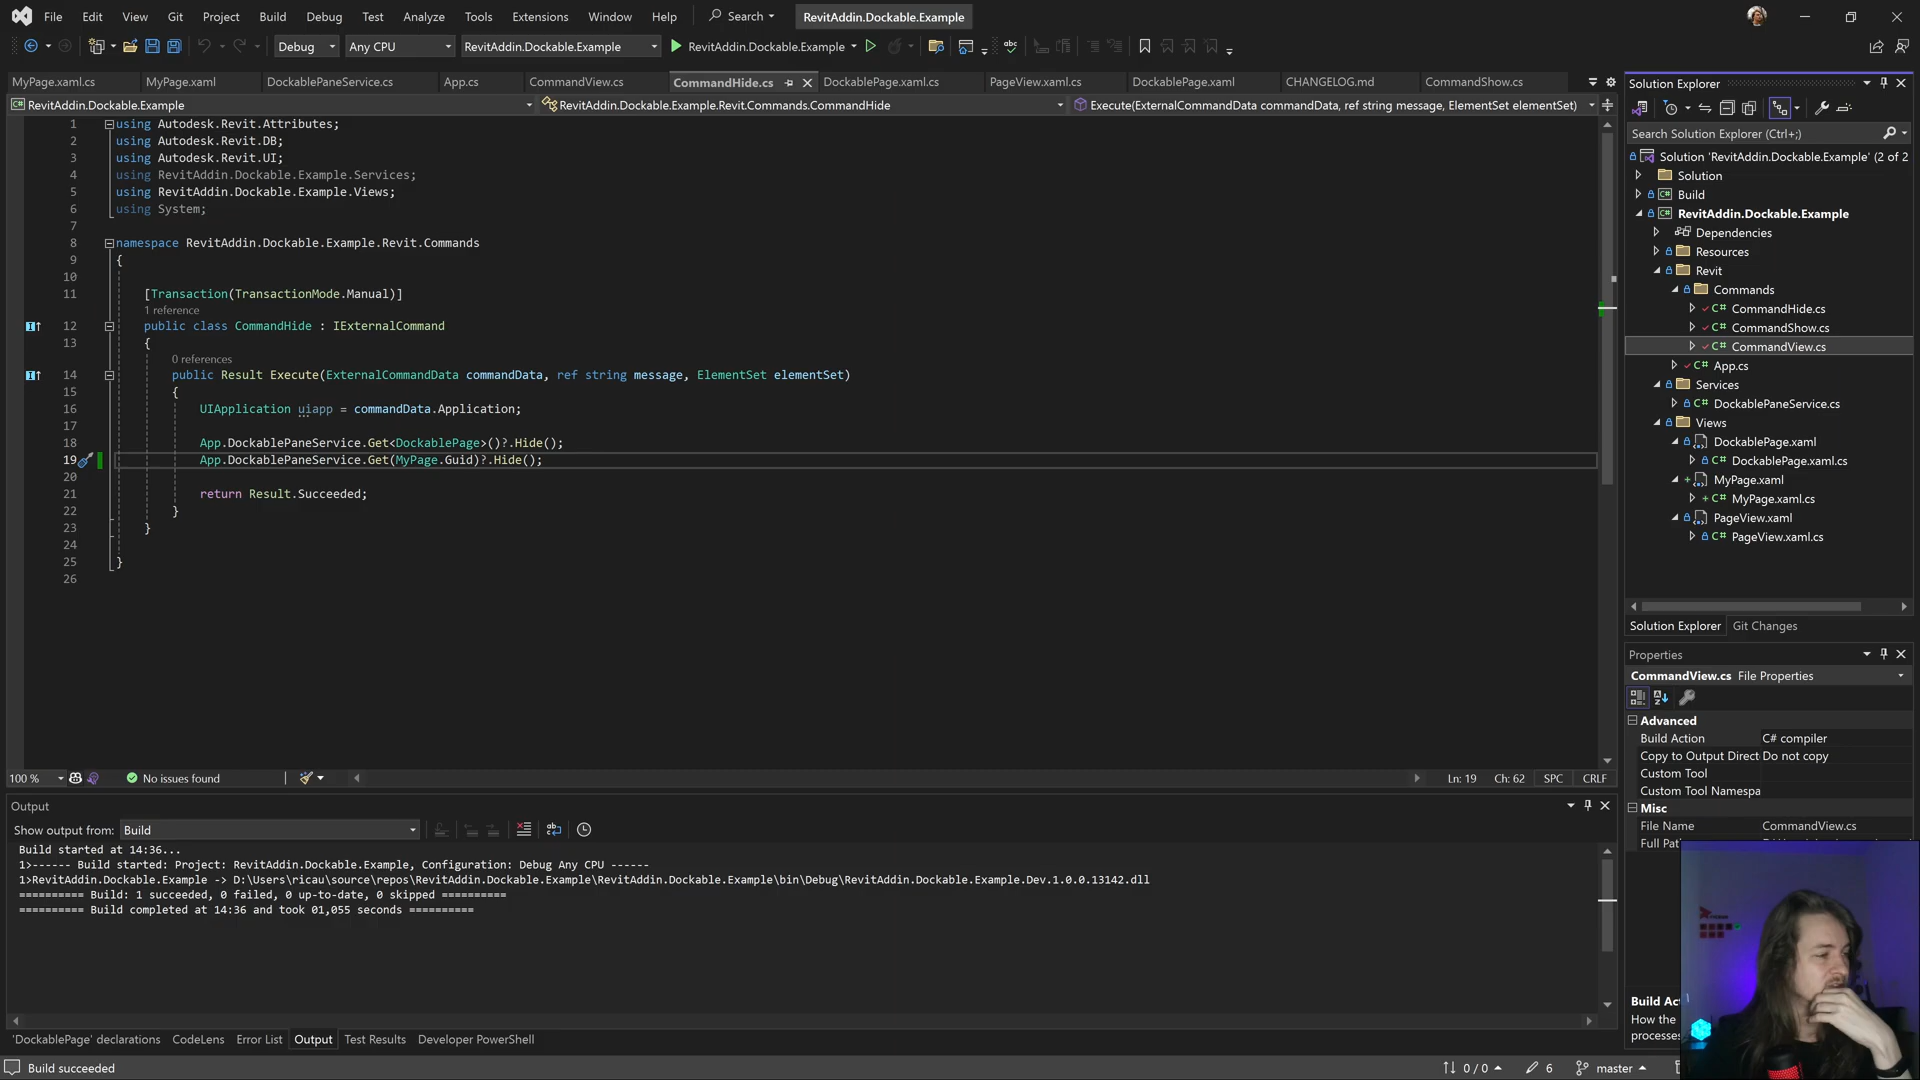 File Edit View Git Project Build Debug Test Analyze Tools Extensions Window Help Search RevitAddin.Dockable.Example
Debug Any CPU RevitAddin.Dockable.Example RevitAddin.Dockable.Example
MyPage.xaml.cs MyPage.xaml DockablePaneService.cs App.cs CommandView.cs CommandHide.cs DockablePage.xaml.cs PageView.xaml.cs DockablePage.xaml CHANGELOG.md CommandShow.cs
RevitAddin.Dockable.Example RevitAddin.Dockable.Example.Revit.Commands.CommandHide Execute(ExternalCommandData commandData, ref string message, ElementSet elementSet)
1 using Autodesk.Revit.Attributes;
2 using Autodesk.Revit.DB;
3 using Autodesk.Revit.UI;
4 using RevitAddin.Dockable.Example.Services;
5 using RevitAddin.Dockable.Example.Views;
6 using System;
7
8 namespace RevitAddin.Dockable.Example.Revit.Commands
9 {
10
11 [Transaction(TransactionMode.Manual)]
1 reference
12 public class CommandHide : IExternalCommand
13 {
0 references
14 public Result Execute(ExternalCommandData commandData, ref string message, ElementSet elementSet)
15 {
16 UIApplication uiapp = commandData.Application;
17
18 App.DockablePaneService.Get<DockablePage>()?.Hide();
19 App.DockablePaneService.Get(MyPage.Guid)?.Hide();
20
21 return Result.Succeeded;
22 }
23 }
24
25 }
26
100 % No issues found Ln: 19 Ch: 62 SPC CRLF
Output
Show output from: Build
Build started at 14:36...
1>------ Build started: Project: RevitAddin.Dockable.Example, Configuration: Debug Any CPU ------
1>RevitAddin.Dockable.Example -> D:\Users\ricau\source\repos\RevitAddin.Dockable.Example\RevitAddin.Dockable.Example\bin\Debug\RevitAddin.Dockable.Example.Dev.1.0.0.13142.dll
========== Build: 1 succeeded, 0 failed, 0 up-to-date, 0 skipped ==========
========== Build completed at 14:36 and took 01,055 seconds ==========
'DockablePage' declarations CodeLens Error List Output Test Results Developer PowerShell
Build succeeded 0 / 0 6 master
Solution Explorer
Search Solution Explorer (Ctrl+;)
Solution 'RevitAddin.Dockable.Example' (2 of 2
Solution
Build
RevitAddin.Dockable.Example
Dependencies
Resources
Revit
Commands
CommandHide.cs
CommandShow.cs
CommandView.cs
App.cs
Services
DockablePaneService.cs
Views
DockablePage.xaml
DockablePage.xaml.cs
MyPage.xaml
MyPage.xaml.cs
PageView.xaml
PageView.xaml.cs
Solution Explorer Git Changes
Properties
CommandView.cs File Properties
Advanced
Build Action C# compiler
Copy to Output Direct Do not copy
Custom Tool
Custom Tool Namespa
Misc
File Name CommandView.cs
Full Pat
Build Ac
How the
processes